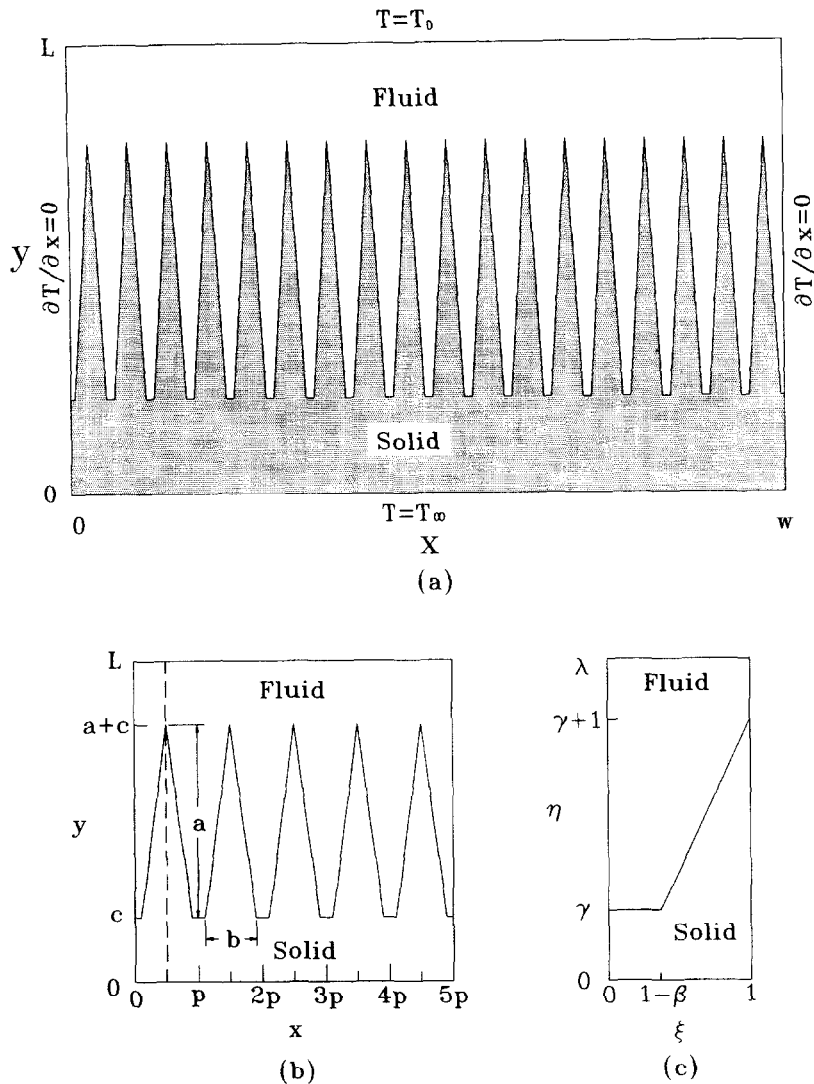 T=T₀
L
Fluid
∂T/∂x=0
y
∂T/∂x=0
Solid
0
T=T∞
0
w
X
(a)
L
Fluid
a+c
a
y
c
b
Solid
0
0 p 2p 3p 4p 5p
x
(b)
λ
Fluid
γ+1
η
γ
Solid
0
0 1-β 1
ξ
(c)